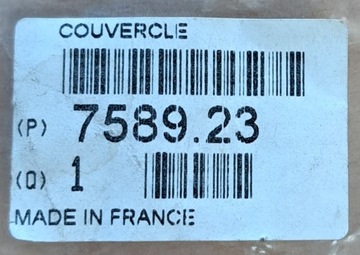 COUVERCLE
(P) 7589.23
(Q) 1
MADE IN FRANCE